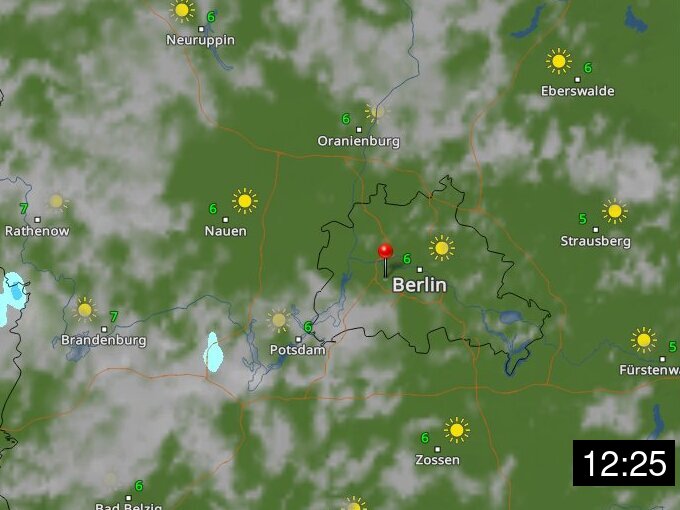 6
Neuruppin
6
Eberswalde
6
Oranienburg
7
Rathenow
6
Nauen
5
Strausberg
6
Berlin
7
Brandenburg
6
Potsdam
5
Fürstenwa
6
Zossen
12:25
6
Bad Belzig